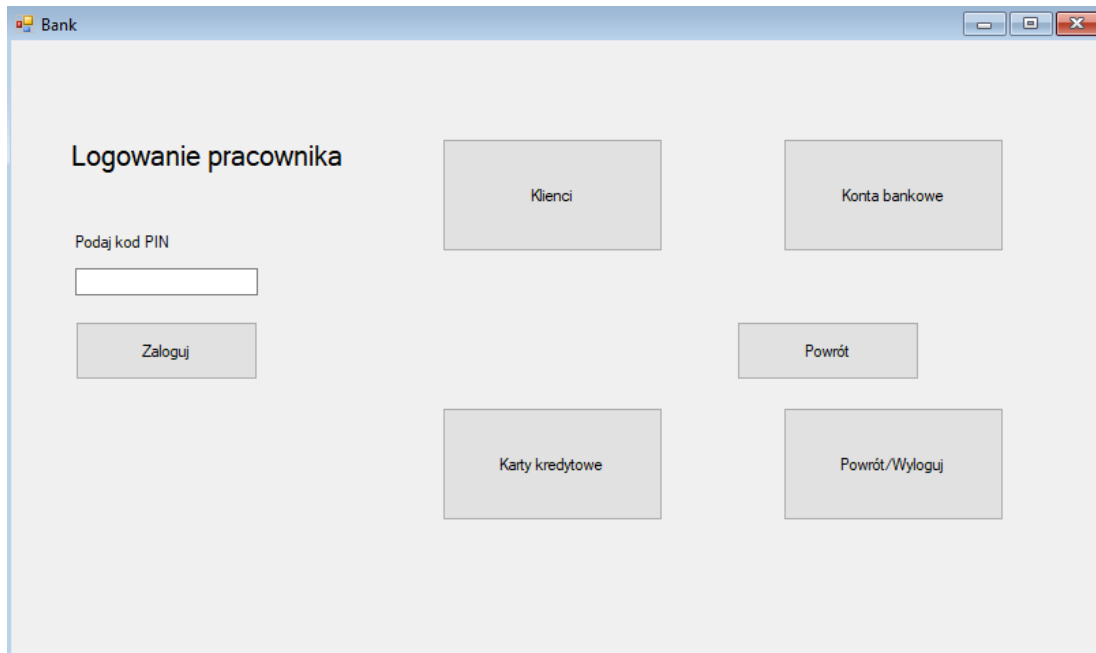 Bank
Logowanie pracownika
Klienci
Konta bankowe
Podaj kod PIN
Zaloguj
Powrót
Karty kredytowe
Powrót/Wyloguj